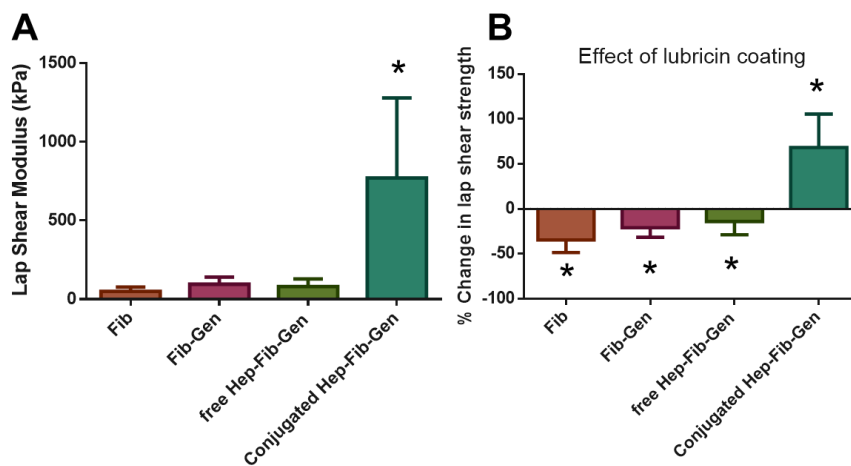 A
Lap Shear Modulus (kPa)
1500
1000
500
0
*
Fib
Fib-Gen
free Hep-Fib-Gen
Conjugated Hep-Fib-Gen
B
Effect of lubricin coating
% Change in lap shear strength
150
100
50
0
-50
-100
*
*
*
*
Fib
Fib-Gen
free Hep-Fib-Gen
Conjugated Hep-Fib-Gen